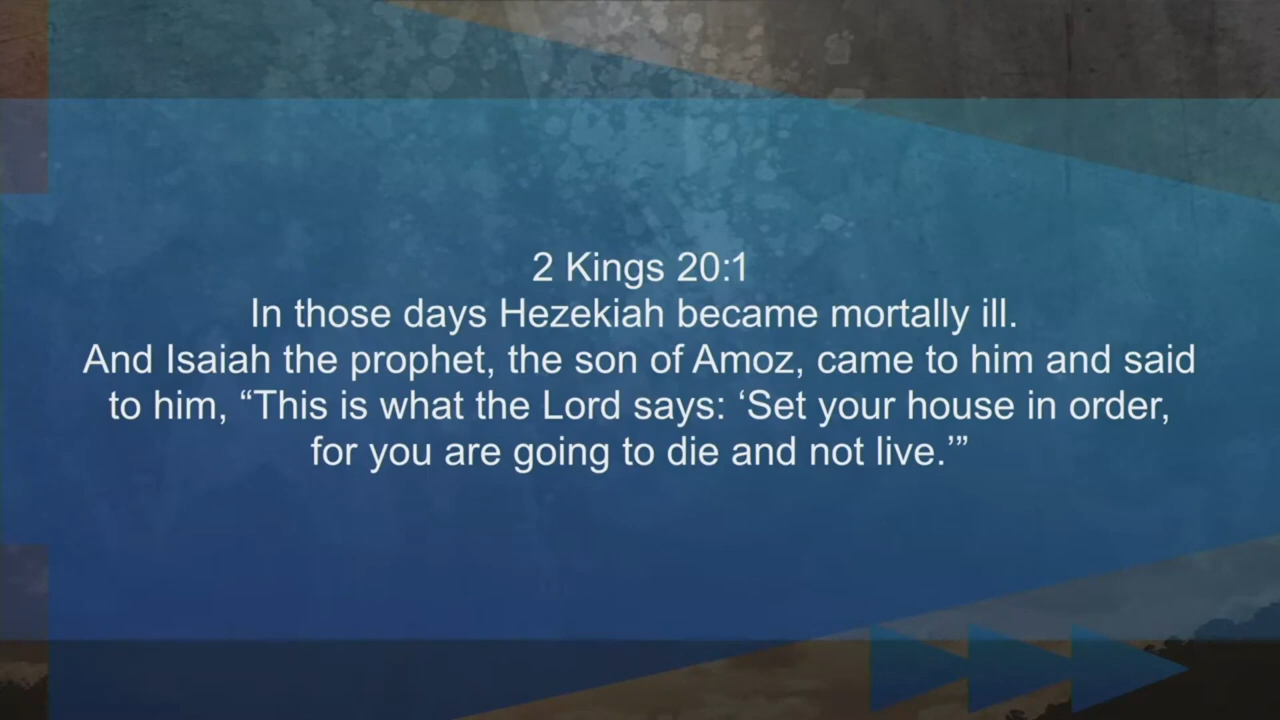 2 Kings 20:1
In those days Hezekiah became mortally ill.
And Isaiah the prophet, the son of Amoz, came to him and said
to him, “This is what the Lord says: ‘Set your house in order,
for you are going to die and not live.’”